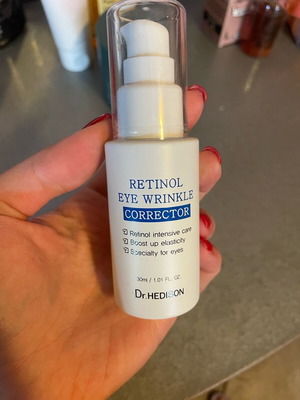 RETINOL
EYE WRINKLE
CORRECTOR
Retinol intensive care
Boost up elasticity
Specialty for eyes
30ml / 1.01 FL. OZ.
Dr.HEDISON